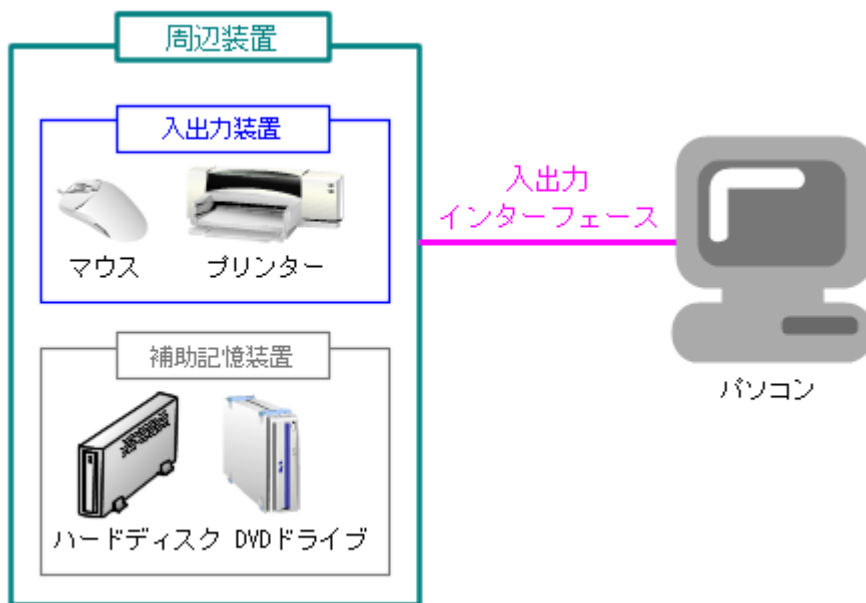 周辺装置
入出力装置
マウス
プリンター
補助記憶装置
ハードディスク
DVDドライブ
入出力
インターフェース
パソコン